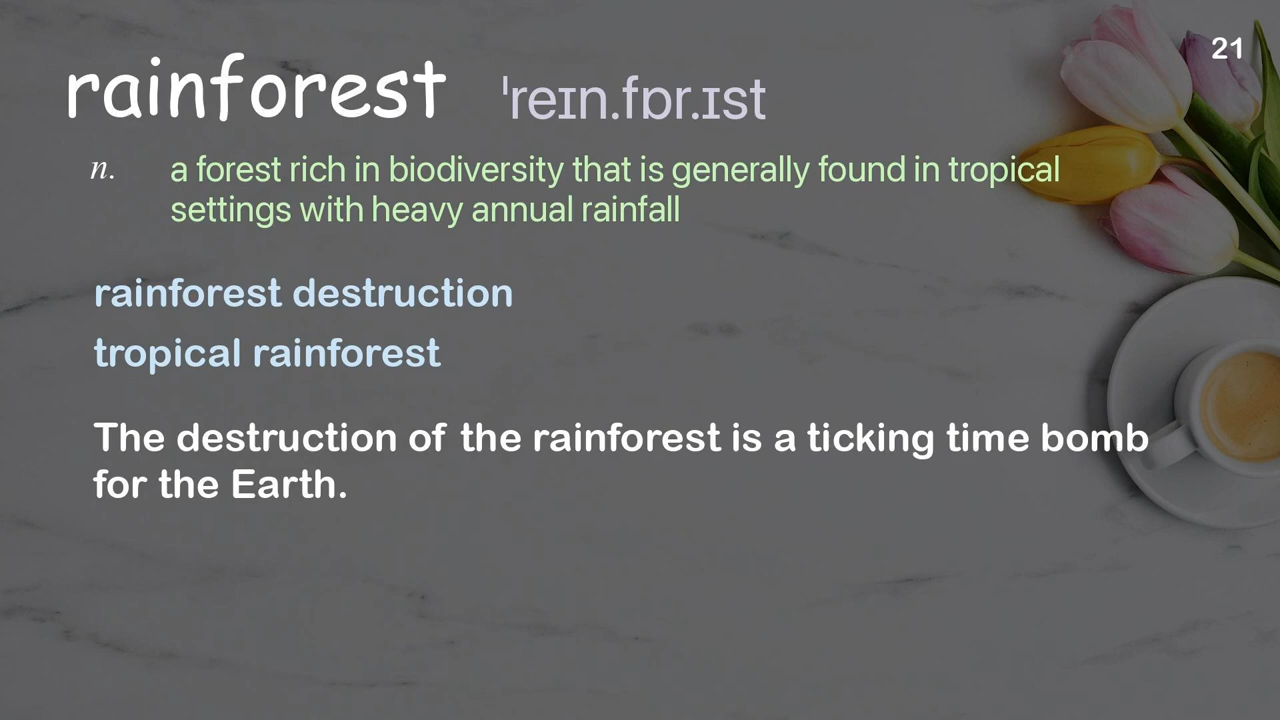 21
rainforest ˈreɪn.fɒr.ɪst
n. a forest rich in biodiversity that is generally found in tropical
settings with heavy annual rainfall
rainforest destruction
tropical rainforest
The destruction of the rainforest is a ticking time bomb
for the Earth.